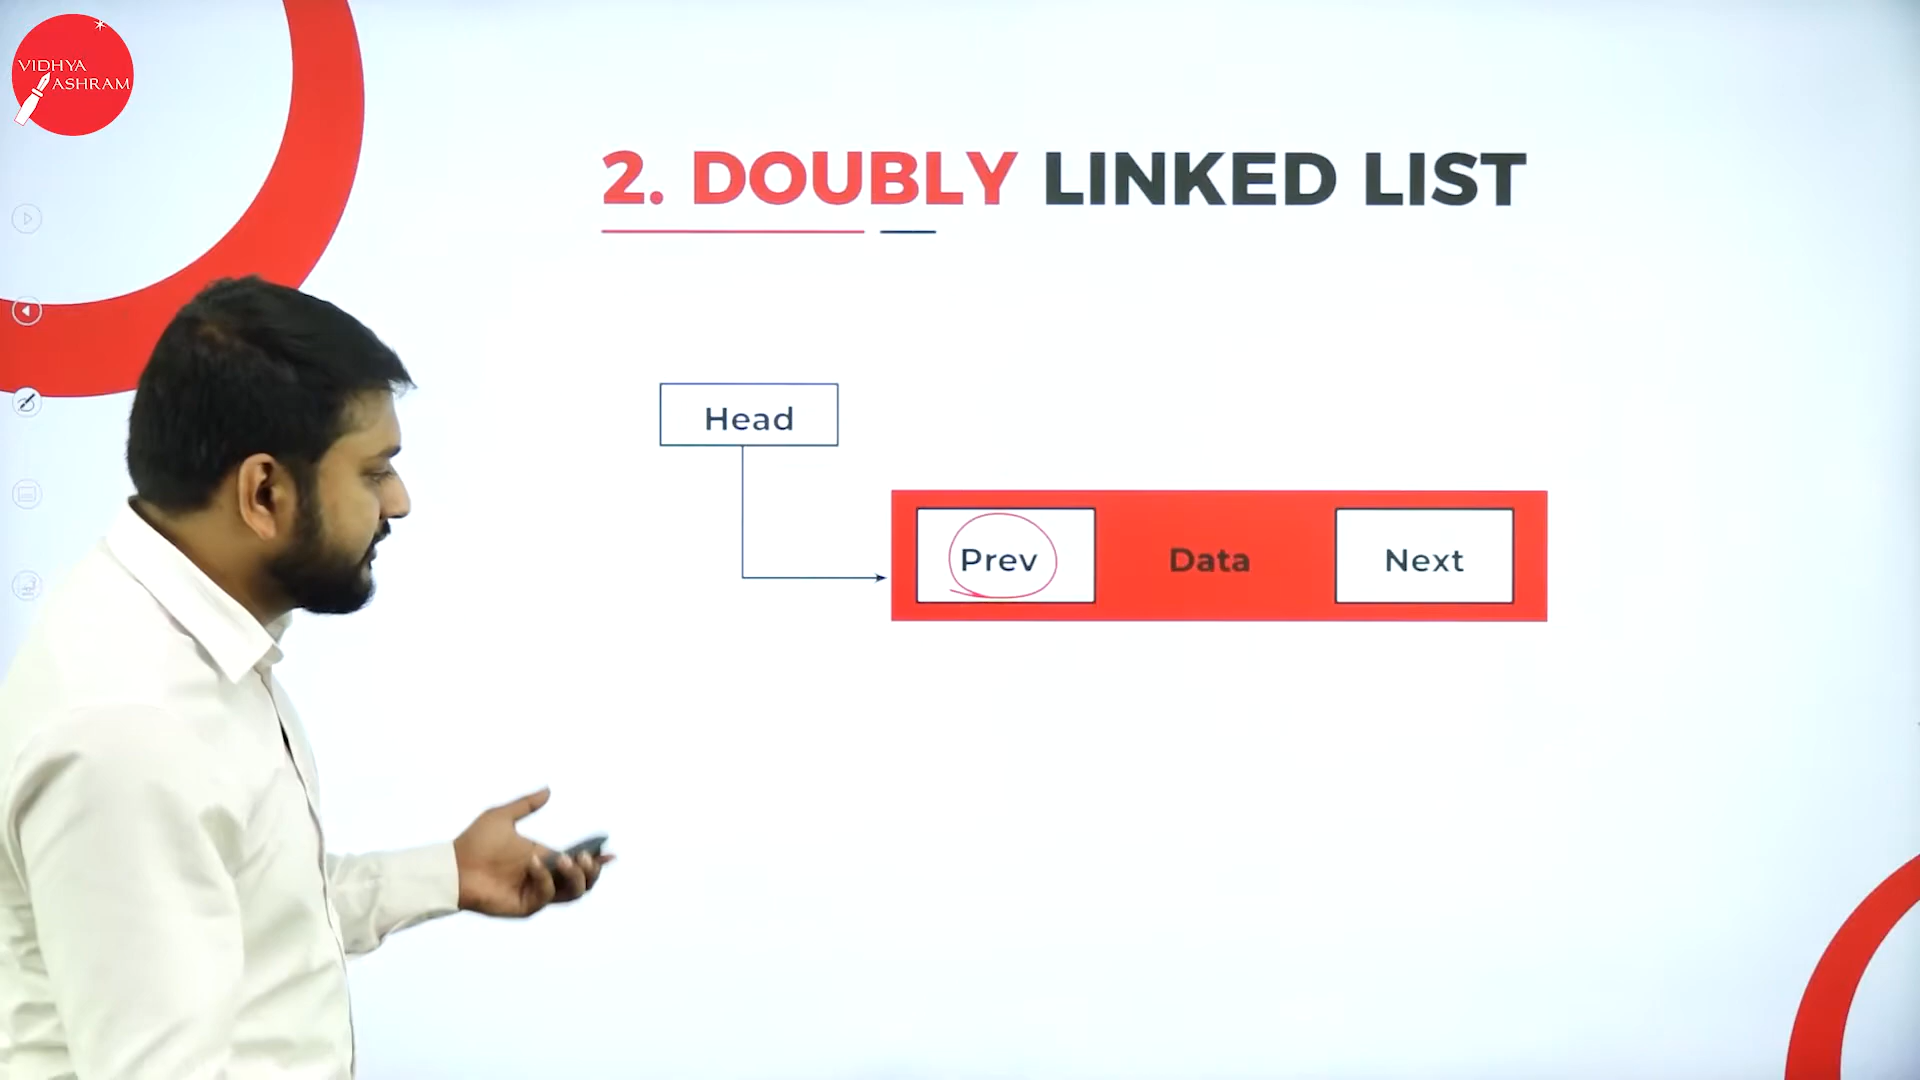 VIDHYA
ASHRAM
2. DOUBLY LINKED LIST
Head
Prev
Data
Next